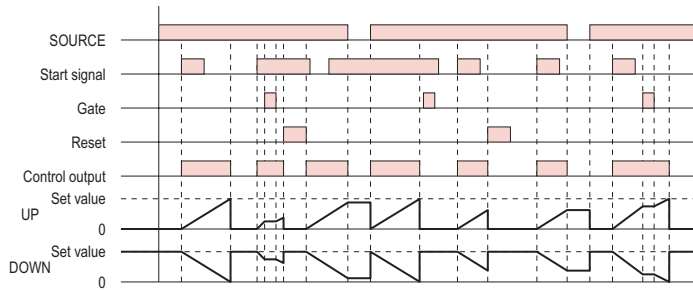 SOURCE
Start signal
Gate
Reset
Control output
Set value
UP
0
Set value
DOWN
0